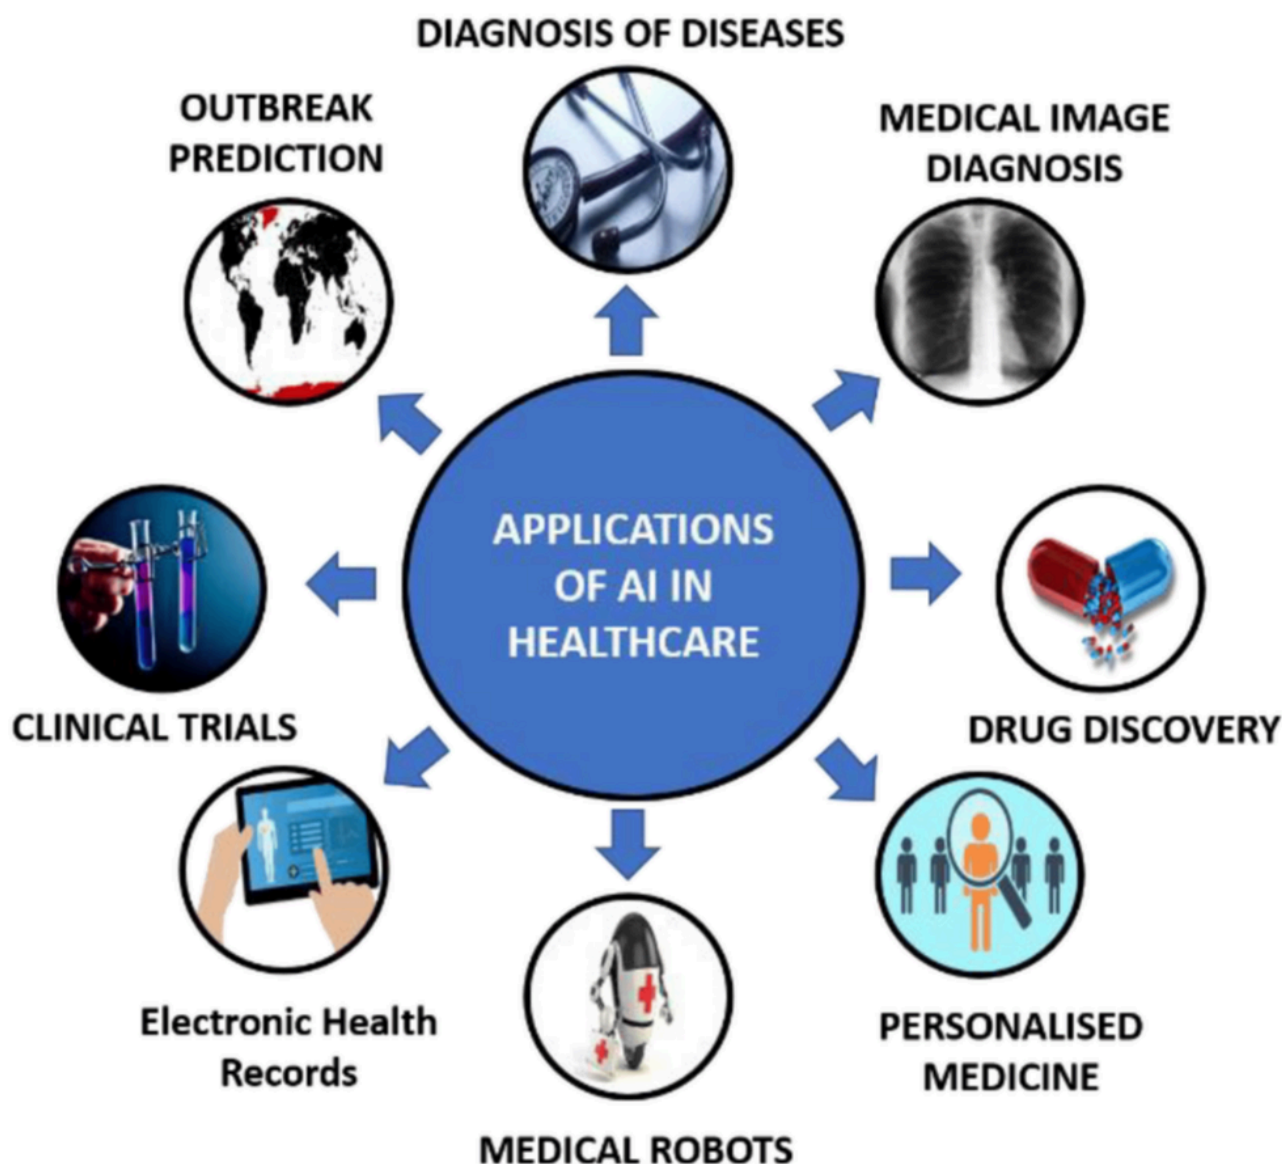 DIAGNOSIS OF DISEASES
OUTBREAK
PREDICTION
MEDICAL IMAGE
DIAGNOSIS
APPLICATIONS
OF AI IN
HEALTHCARE
CLINICAL TRIALS
DRUG DISCOVERY
Electronic Health
Records
PERSONALISED
MEDICINE
MEDICAL ROBOTS